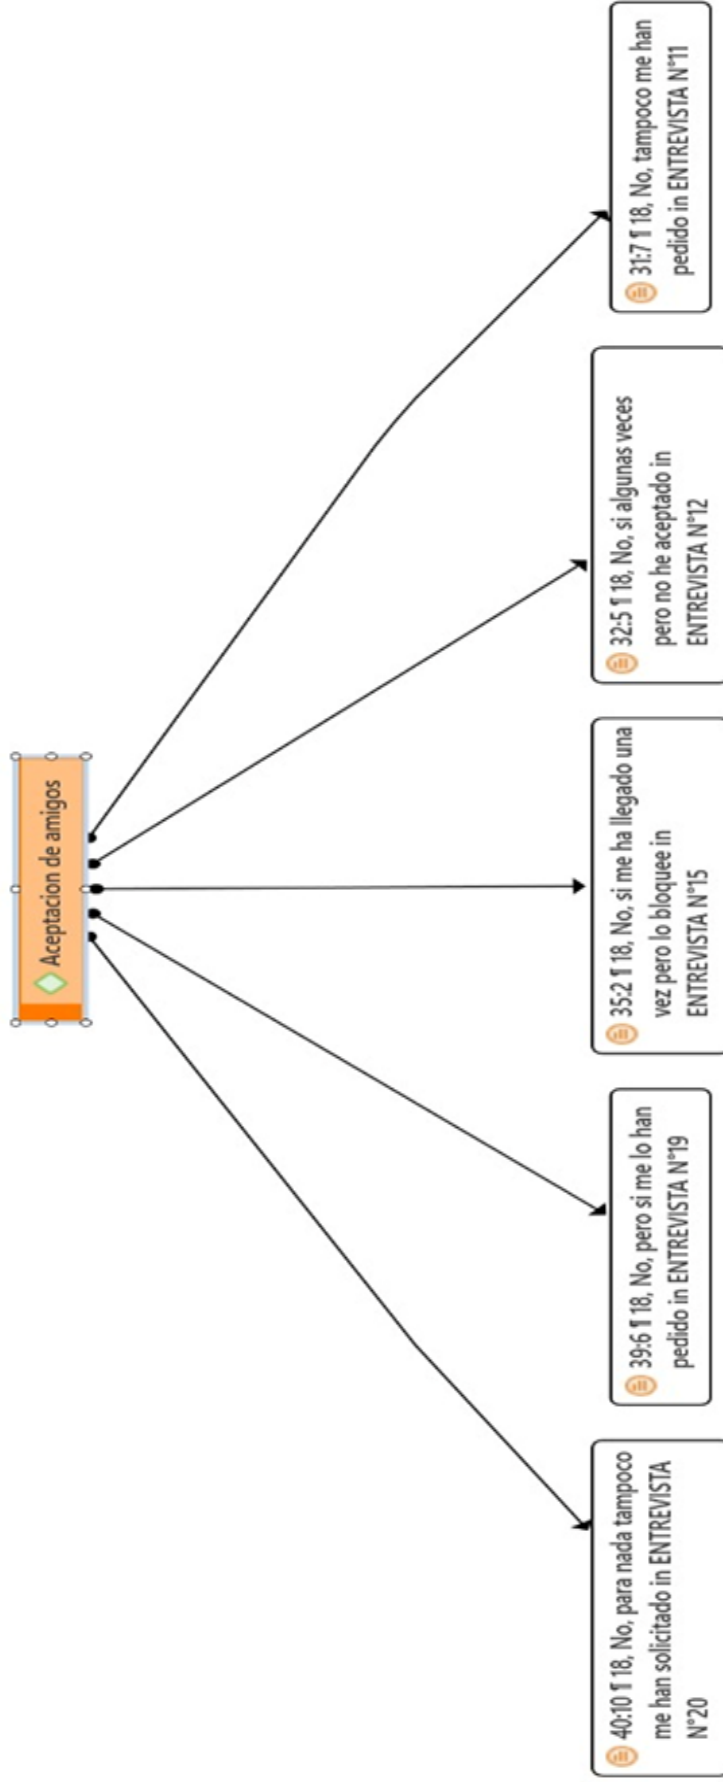 Aceptacion de amigos
40:10 ¶ 18, No, para nada tampoco
me han solicitado in ENTREVISTA
N°20
39:6 ¶ 18, No, pero si me lo han
pedido in ENTREVISTA N°19
35:2 ¶ 18, No, si me ha llegado una
vez pero lo bloquee in
ENTREVISTA N°15
32:5 ¶ 18, No, si algunas veces
pero no he aceptado in
ENTREVISTA N°12
31:7 ¶ 18, No, tampoco me han
pedido in ENTREVISTA N°11